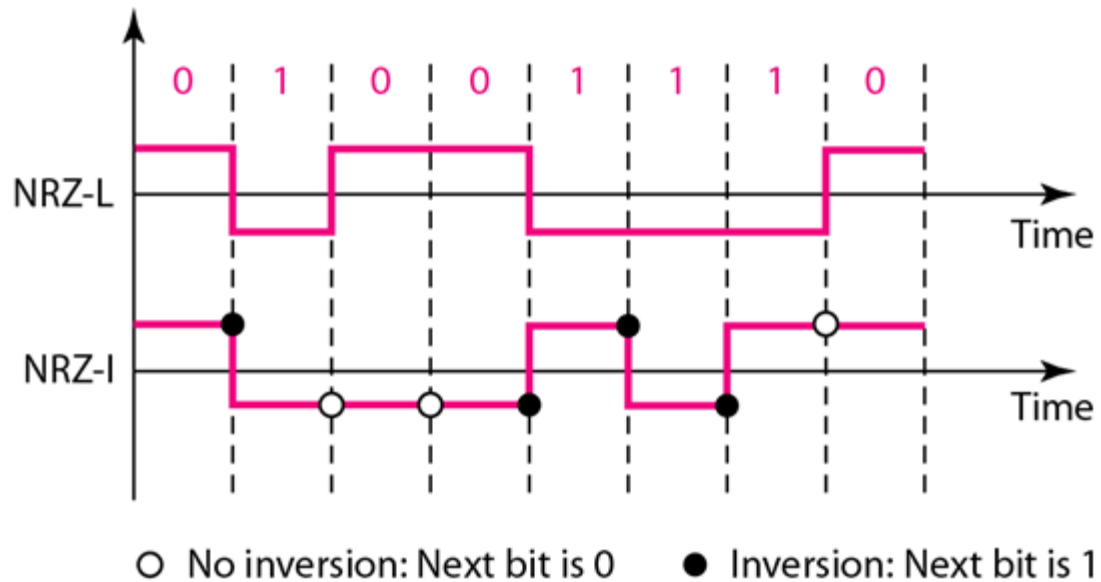 0 1 0 0 1 1 1 0
NRZ-L
Time
NRZ-I
Time
No inversion: Next bit is 0 Inversion: Next bit is 1